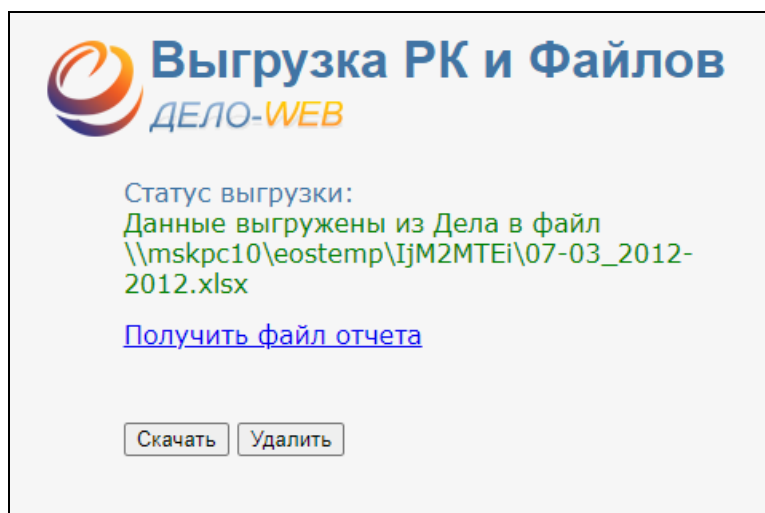 Выгрузка РК и Файлов
ДЕЛО-WEB
Статус выгрузки:
Данные выгружены из Дела в файл
\\mskpc10\eostemp\IjM2MTEi\07-03_2012-
2012.xlsx
Получить файл отчета
Скачать Удалить